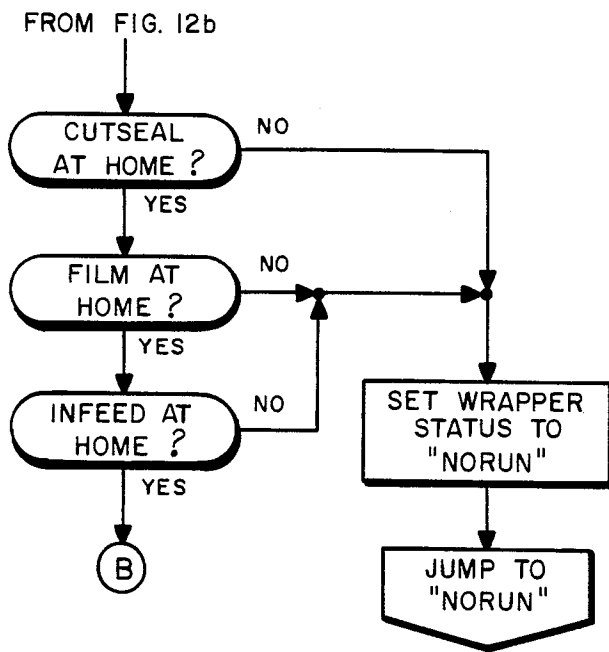 FROM FIG. 12b
CUTSEAL
AT HOME ?
NO
YES
FILM AT
HOME ?
NO
YES
INFEED AT
HOME ?
NO
YES
B
SET WRAPPER
STATUS TO
"NORUN"
JUMP TO
"NORUN"